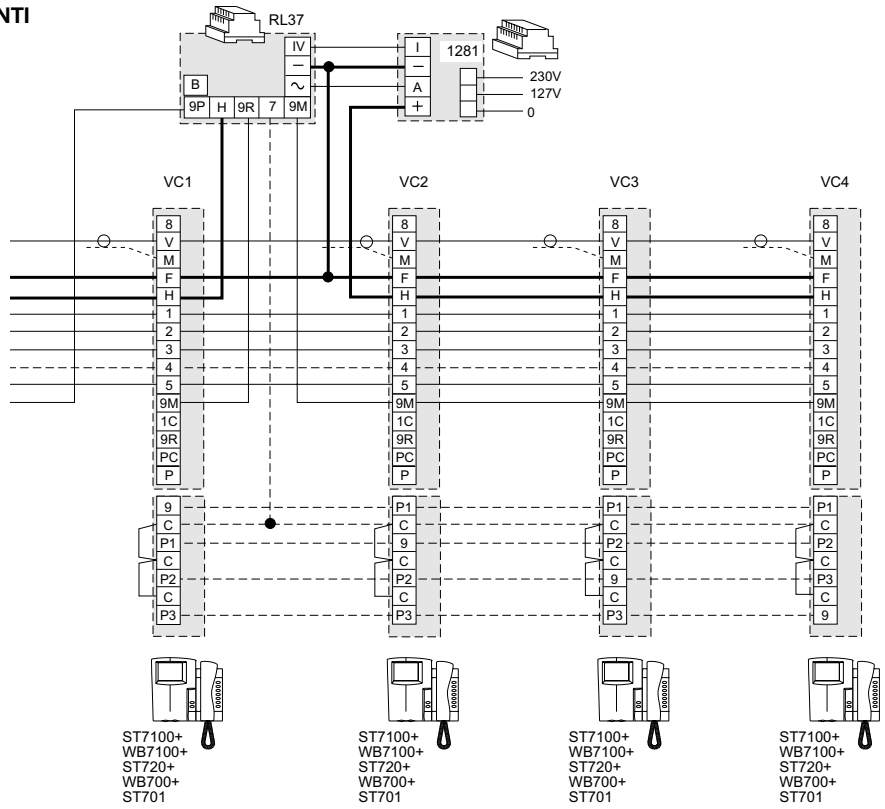 NTI
RL37
IV
I
1281
−
−
230V
B
~
A
127V
9P H 9R 7 9M
+
0
VC1 VC2 VC3 VC4
8 8 8 8
V V V V
M M M M
F F F F
H H H H
1 1 1 1
2 2 2 2
3 3 3 3
4 4 4 4
5 5 5 5
9M 9M 9M 9M
1C 1C 1C 1C
9R 9R 9R 9R
PC PC PC PC
P P P P
9 P1 P1 P1
C C C C
P1 9 P2 P2
C C C C
P2 P2 9 P3
C C C C
P3 P3 P3 9
ST7100+ ST7100+ ST7100+ ST7100+
WB7100+ WB7100+ WB7100+ WB7100+
ST720+ ST720+ ST720+ ST720+
WB700+ WB700+ WB700+ WB700+
ST701 ST701 ST701 ST701